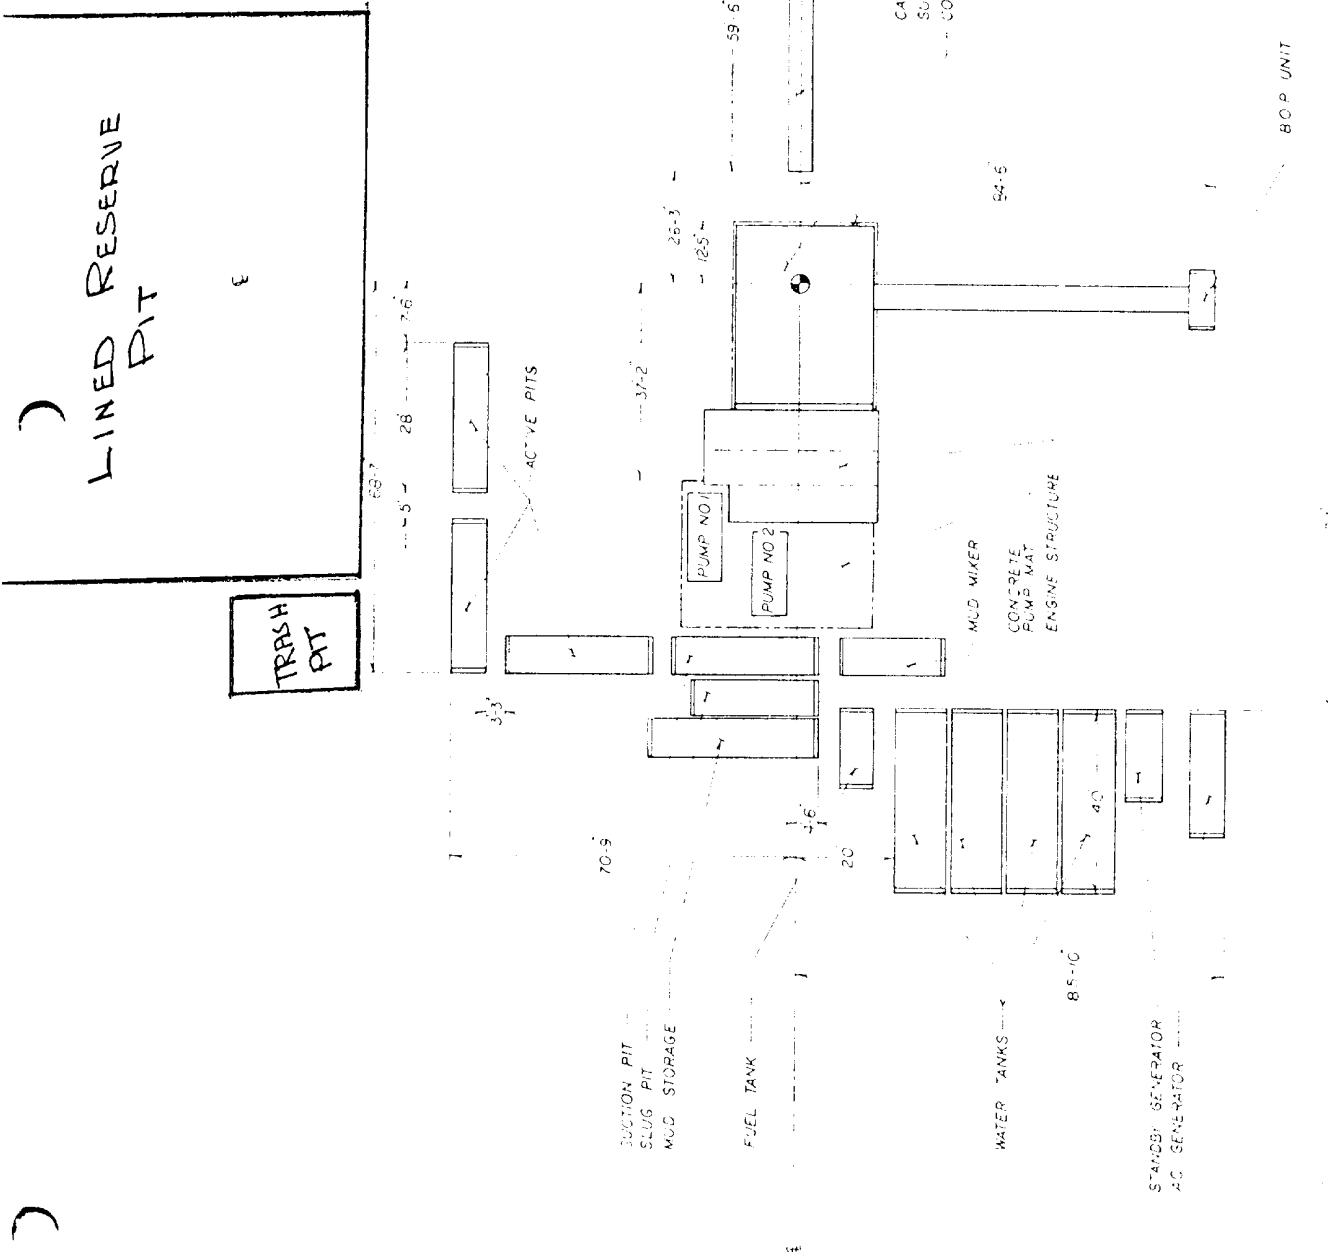 LINED RESERVE
PIT
TRASH
PIT
68-7
5'
28'
7-6
ACTIVE PITS
37-2
26-3
12-5
59-6
94-6
BOP UNIT
PUMP NO 1
PUMP NO 2
MUD MIXER
CONCRETE
PUMP MAT
ENGINE STRUCTURE
3-3
70-9
4-6
20
40
85-10
SUCTION PIT
SLUG PIT
MUD STORAGE
FUEL TANK
WATER TANKS
STANDBY GENERATOR
AC GENERATOR